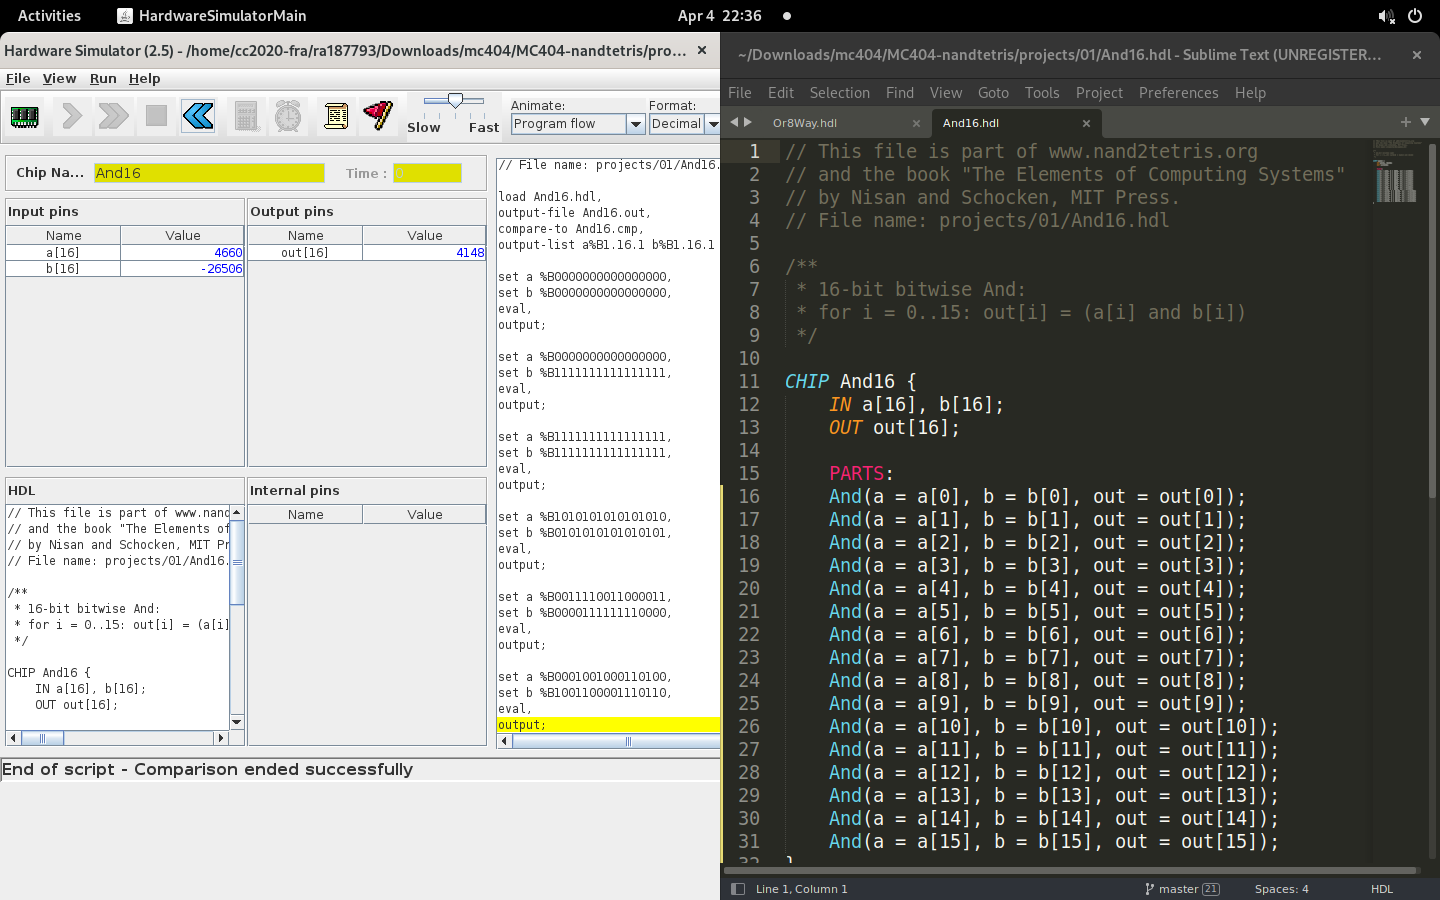 Activities
HardwareSimulatorMain
Apr 4 22:36
Hardware Simulator (2.5) - /home/cc2020-fra/ra187793/Downloads/mc404/MC404-nandtetris/pro...
File View Run Help
Slow Fast
Animate:
Program flow
Format:
Decimal
Chip Na... And16 Time : 0
Input pins
Name Value
a[16] 4660
b[16] -26506
Output pins
Name Value
out[16] 4148
HDL
// This file is part of www.nand
// and the book "The Elements of
// by Nisan and Schocken, MIT Pr
// File name: projects/01/And16.
/**
* 16-bit bitwise And:
* for i = 0..15: out[i] = (a[i]
*/
CHIP And16 {
IN a[16], b[16];
OUT out[16];
Internal pins
Name Value
// File name: projects/01/And16.
load And16.hdl,
output-file And16.out,
compare-to And16.cmp,
output-list a%B1.16.1 b%B1.16.1
set a %B0000000000000000,
set b %B0000000000000000,
eval,
output;
set a %B0000000000000000,
set b %B1111111111111111,
eval,
output;
set a %B1111111111111111,
set b %B1111111111111111,
eval,
output;
set a %B1010101010101010,
set b %B0101010101010101,
eval,
output;
set a %B0011110011000011,
set b %B0000111111110000,
eval,
output;
set a %B0001001000110100,
set b %B1001100001110110,
eval,
output;
End of script - Comparison ended successfully
~/Downloads/mc404/MC404-nandtetris/projects/01/And16.hdl - Sublime Text (UNREGISTER...
File Edit Selection Find View Goto Tools Project Preferences Help
Or8Way.hdl
And16.hdl
1 // This file is part of www.nand2tetris.org
2 // and the book "The Elements of Computing Systems"
3 // by Nisan and Schocken, MIT Press.
4 // File name: projects/01/And16.hdl
5
6 /**
7 * 16-bit bitwise And:
8 * for i = 0..15: out[i] = (a[i] and b[i])
9 */
10
11 CHIP And16 {
12 IN a[16], b[16];
13 OUT out[16];
14
15 PARTS:
16 And(a = a[0], b = b[0], out = out[0]);
17 And(a = a[1], b = b[1], out = out[1]);
18 And(a = a[2], b = b[2], out = out[2]);
19 And(a = a[3], b = b[3], out = out[3]);
20 And(a = a[4], b = b[4], out = out[4]);
21 And(a = a[5], b = b[5], out = out[5]);
22 And(a = a[6], b = b[6], out = out[6]);
23 And(a = a[7], b = b[7], out = out[7]);
24 And(a = a[8], b = b[8], out = out[8]);
25 And(a = a[9], b = b[9], out = out[9]);
26 And(a = a[10], b = b[10], out = out[10]);
27 And(a = a[11], b = b[11], out = out[11]);
28 And(a = a[12], b = b[12], out = out[12]);
29 And(a = a[13], b = b[13], out = out[13]);
30 And(a = a[14], b = b[14], out = out[14]);
31 And(a = a[15], b = b[15], out = out[15]);
32 }
Line 1, Column 1
master 21
Spaces: 4
HDL